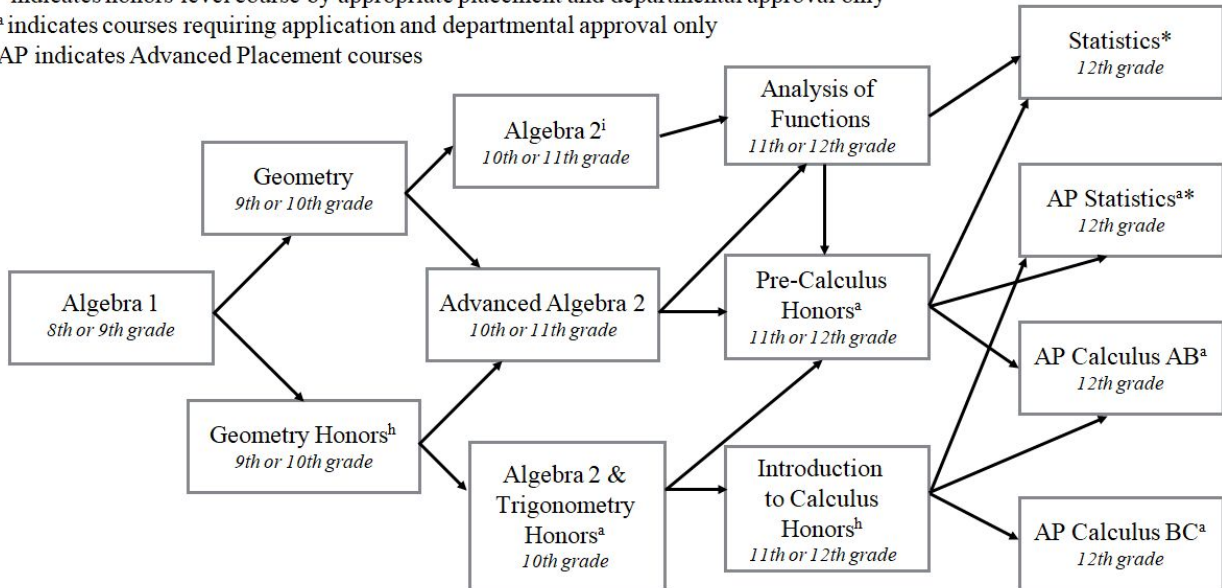 indicates honors-level course by appropriate placement and departmental approval only
ᵃ indicates courses requiring application and departmental approval only
AP indicates Advanced Placement courses
Statistics*
12th grade
Analysis of
Functions
11th or 12th grade
Algebra 2ⁱ
10th or 11th grade
Geometry
9th or 10th grade
AP Statisticsᵃ*
12th grade
Algebra 1
8th or 9th grade
Advanced Algebra 2
10th or 11th grade
Pre-Calculus
Honorsᵃ
11th or 12th grade
AP Calculus ABᵃ
12th grade
Geometry Honorsʰ
9th or 10th grade
Algebra 2 &
Trigonometry
Honorsᵃ
10th grade
Introduction
to Calculus
Honorsʰ
11th or 12th grade
AP Calculus BCᵃ
12th grade